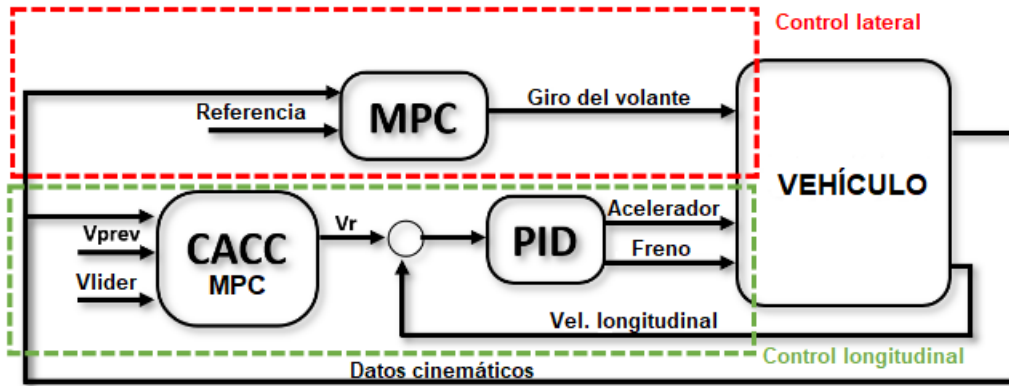 Control lateral
Giro del volante
Referencia
MPC
VEHÍCULO
Acelerador
Vprev
Vr
CACC
PID
MPC
Freno
Vlider
Vel. longitudinal
Control longitudinal
Datos cinemáticos